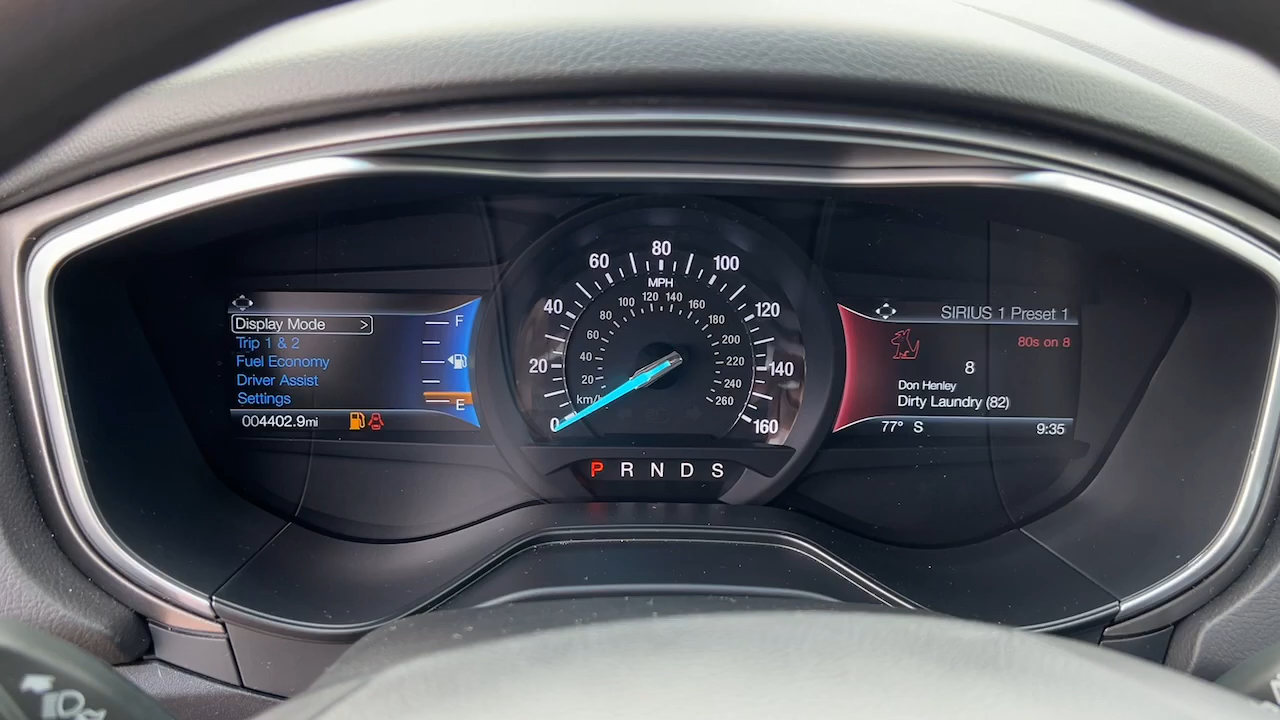 Display Mode >
Trip 1 & 2
Fuel Economy
Driver Assist
Settings
004402.9mi
F
E
0
20
40
60
80
100
120
140
160
MPH
km/h
20
40
60
80
100
120
140
160
180
200
220
240
260
P R N D S
SIRIUS 1 Preset 1
80s on 8
8
Don Henley
Dirty Laundry (82)
77° S
9:35